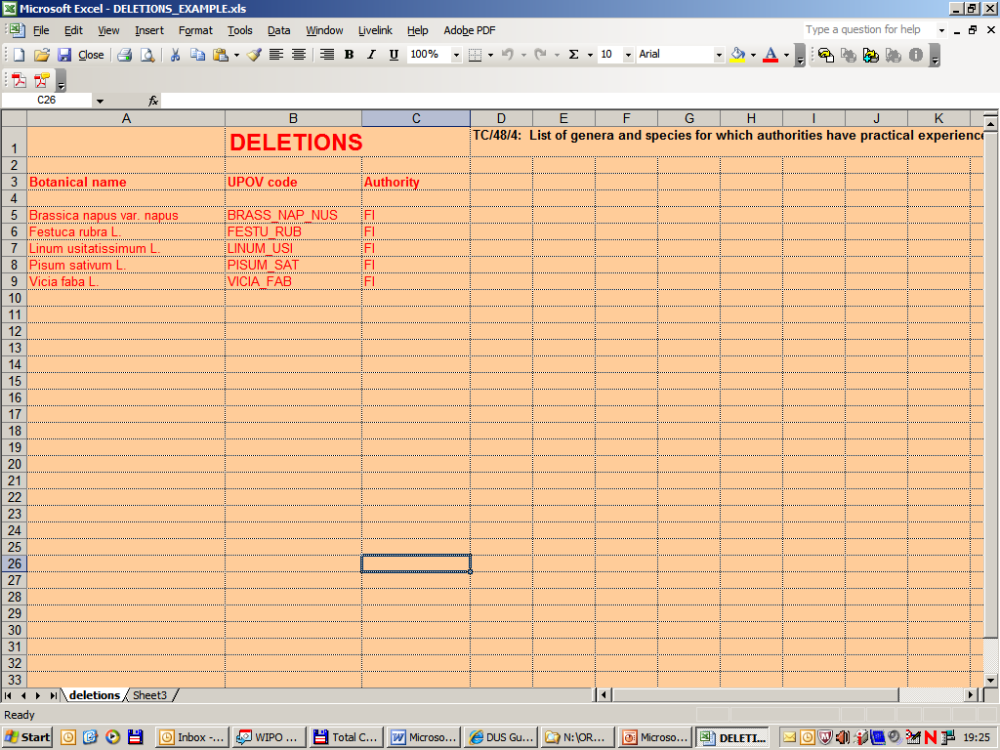 Microsoft Excel - DELETIONS_EXAMPLE.xls
File Edit View Insert Format Tools Data Window Livelink Help Adobe PDF Type a question for help
Close B I U 100% Σ 10 Arial A
C26 fx
A B C D E F G H I J K
1 DELETIONS TC/48/4: List of genera and species for which authorities have practical experience
2
3 Botanical name UPOV code Authority
4
5 Brassica napus var. napus BRASS_NAP_NUS FI
6 Festuca rubra L. FESTU_RUB FI
7 Linum usitatissimum L. LINUM_USI FI
8 Pisum sativum L. PISUM_SAT FI
9 Vicia faba L. VICIA_FAB FI
10
11
12
13
14
15
16
17
18
19
20
21
22
23
24
25
26
27
28
29
30
31
32
33
deletions Sheet3
Ready
Start Inbox -... WIPO ... Total C... Microso... DUS Gu... N:\OR... Microso... DELETI... 19:25